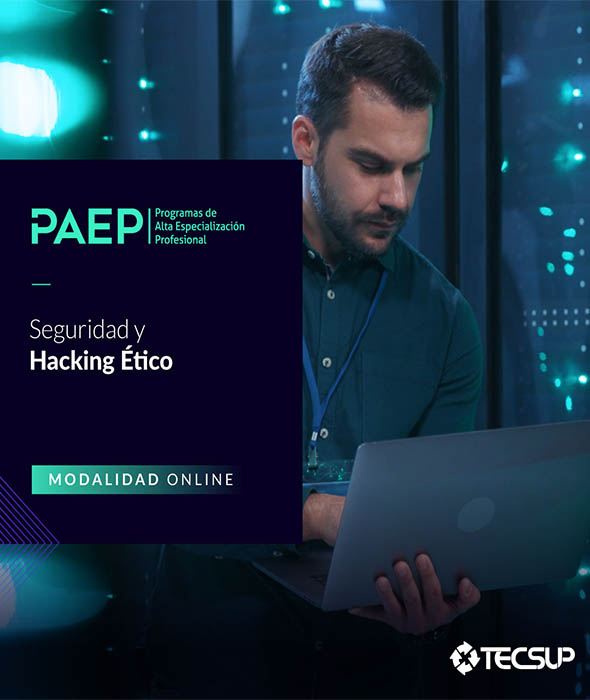 PAEP
Programas de
Alta Especialización
Profesional
Seguridad y
Hacking Ético
MODALIDAD ONLINE
TECSUP